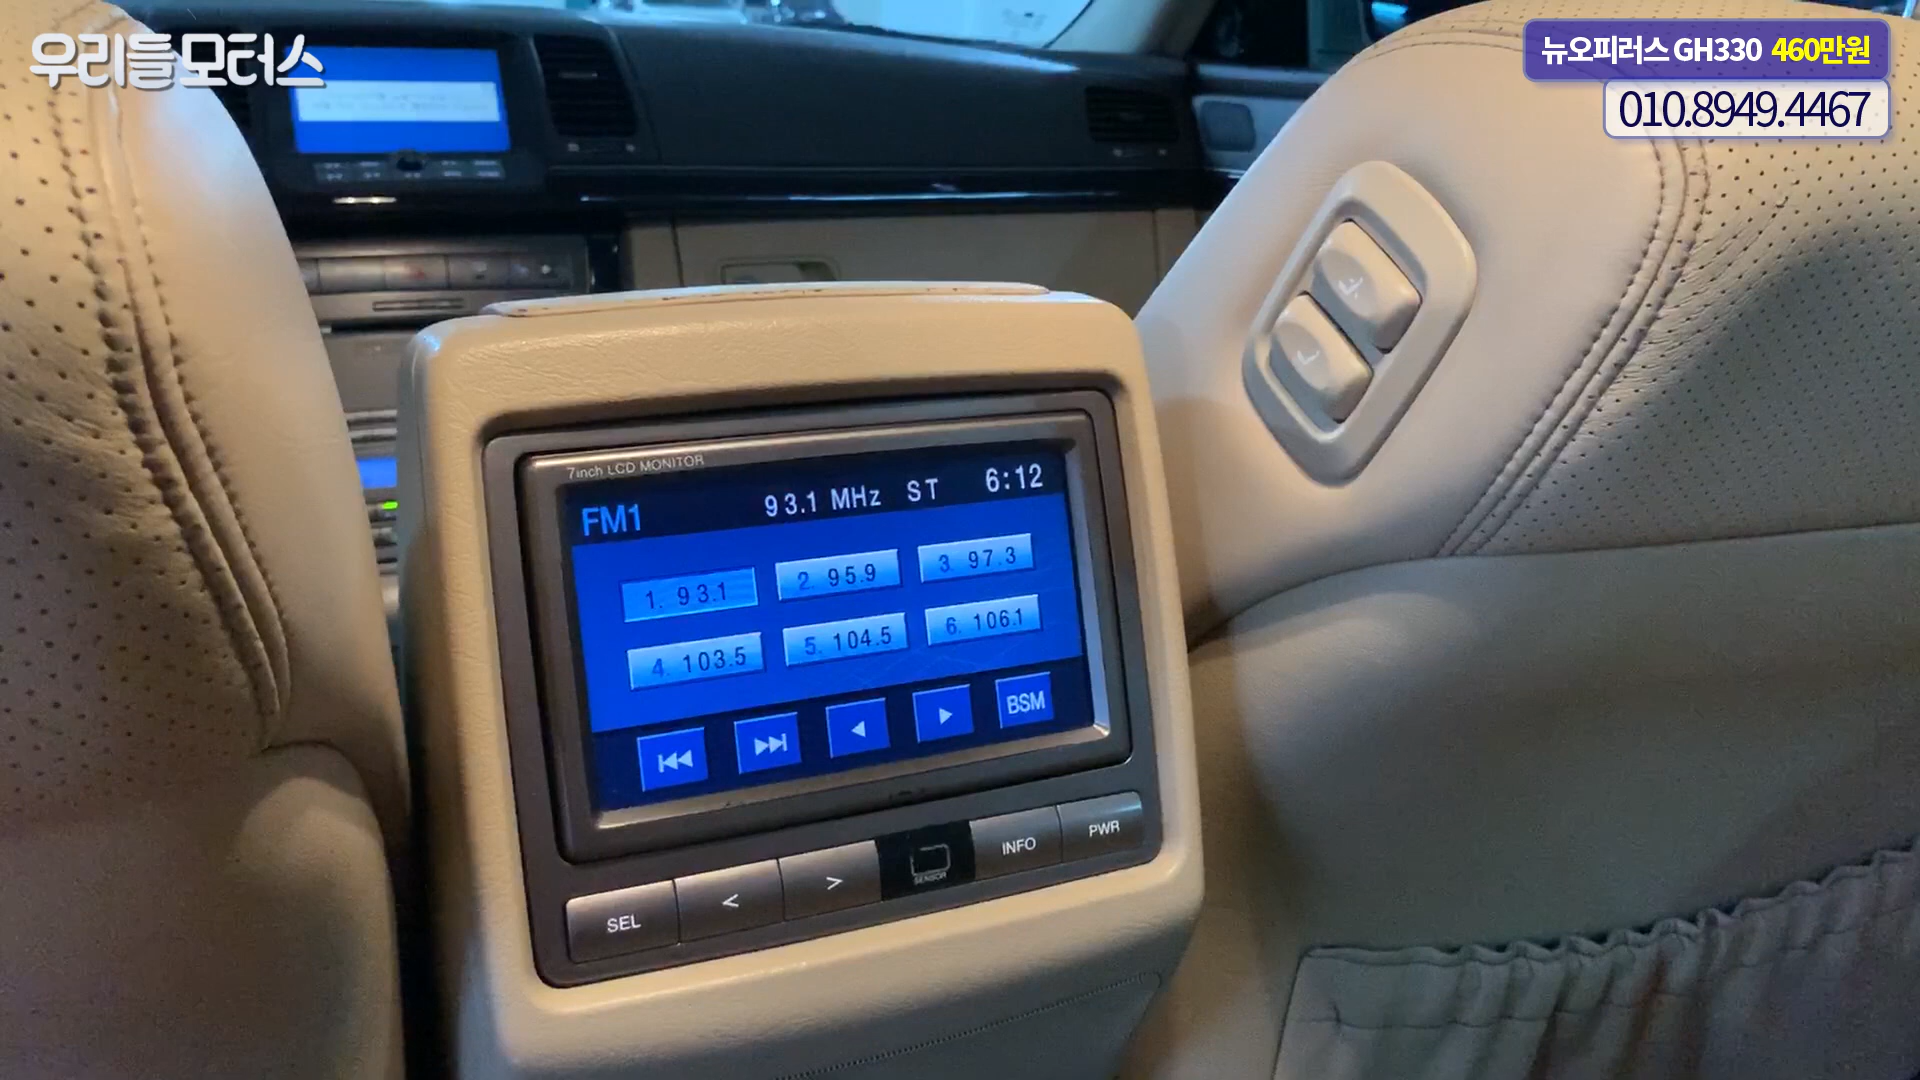 우리들모터스
뉴오피러스 GH330 460만원
010.8949.4467
7inch LCD MONITOR
FM1 93.1 MHz ST 6:12
1. 93.1 2. 95.9 3. 97.3
4. 103.5 5. 104.5 6. 106.1
BSM
SEL < > SENSOR INFO PWR